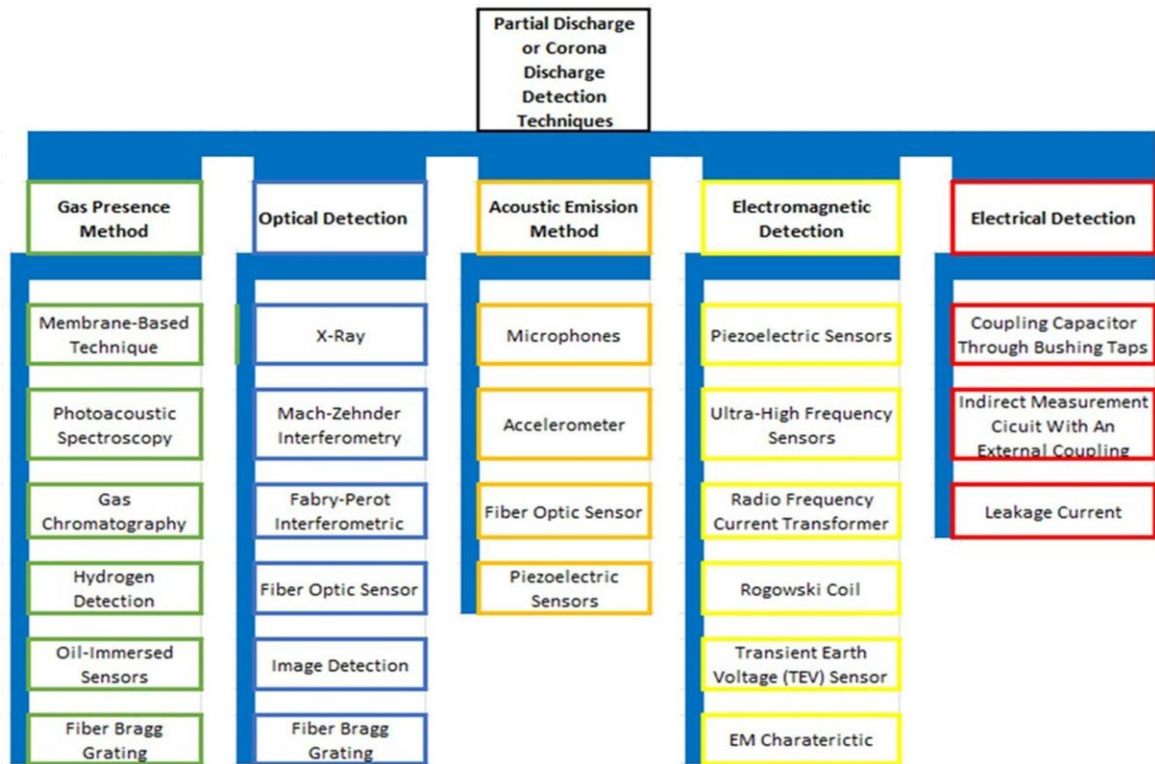 Partial Discharge
or Corona
Discharge
Detection
Techniques
Gas Presence
Method
Optical Detection
Acoustic Emission
Method
Electromagnetic
Detection
Electrical Detection
Membrane-Based
Technique
X-Ray
Microphones
Piezoelectric Sensors
Coupling Capacitor
Through Bushing Taps
Photoacoustic
Spectroscopy
Mach-Zehnder
Interferometry
Accelerometer
Ultra-High Frequency
Sensors
Indirect Measurement
Cicuit With An
External Coupling
Gas
Chromatography
Fabry-Perot
Interferometric
Fiber Optic Sensor
Radio Frequency
Current Transformer
Leakage Current
Hydrogen
Detection
Fiber Optic Sensor
Piezoelectric
Sensors
Rogowski Coil
Oil-Immersed
Sensors
Image Detection
Transient Earth
Voltage (TEV) Sensor
Fiber Bragg
Grating
Fiber Bragg
Grating
EM Charaterictic